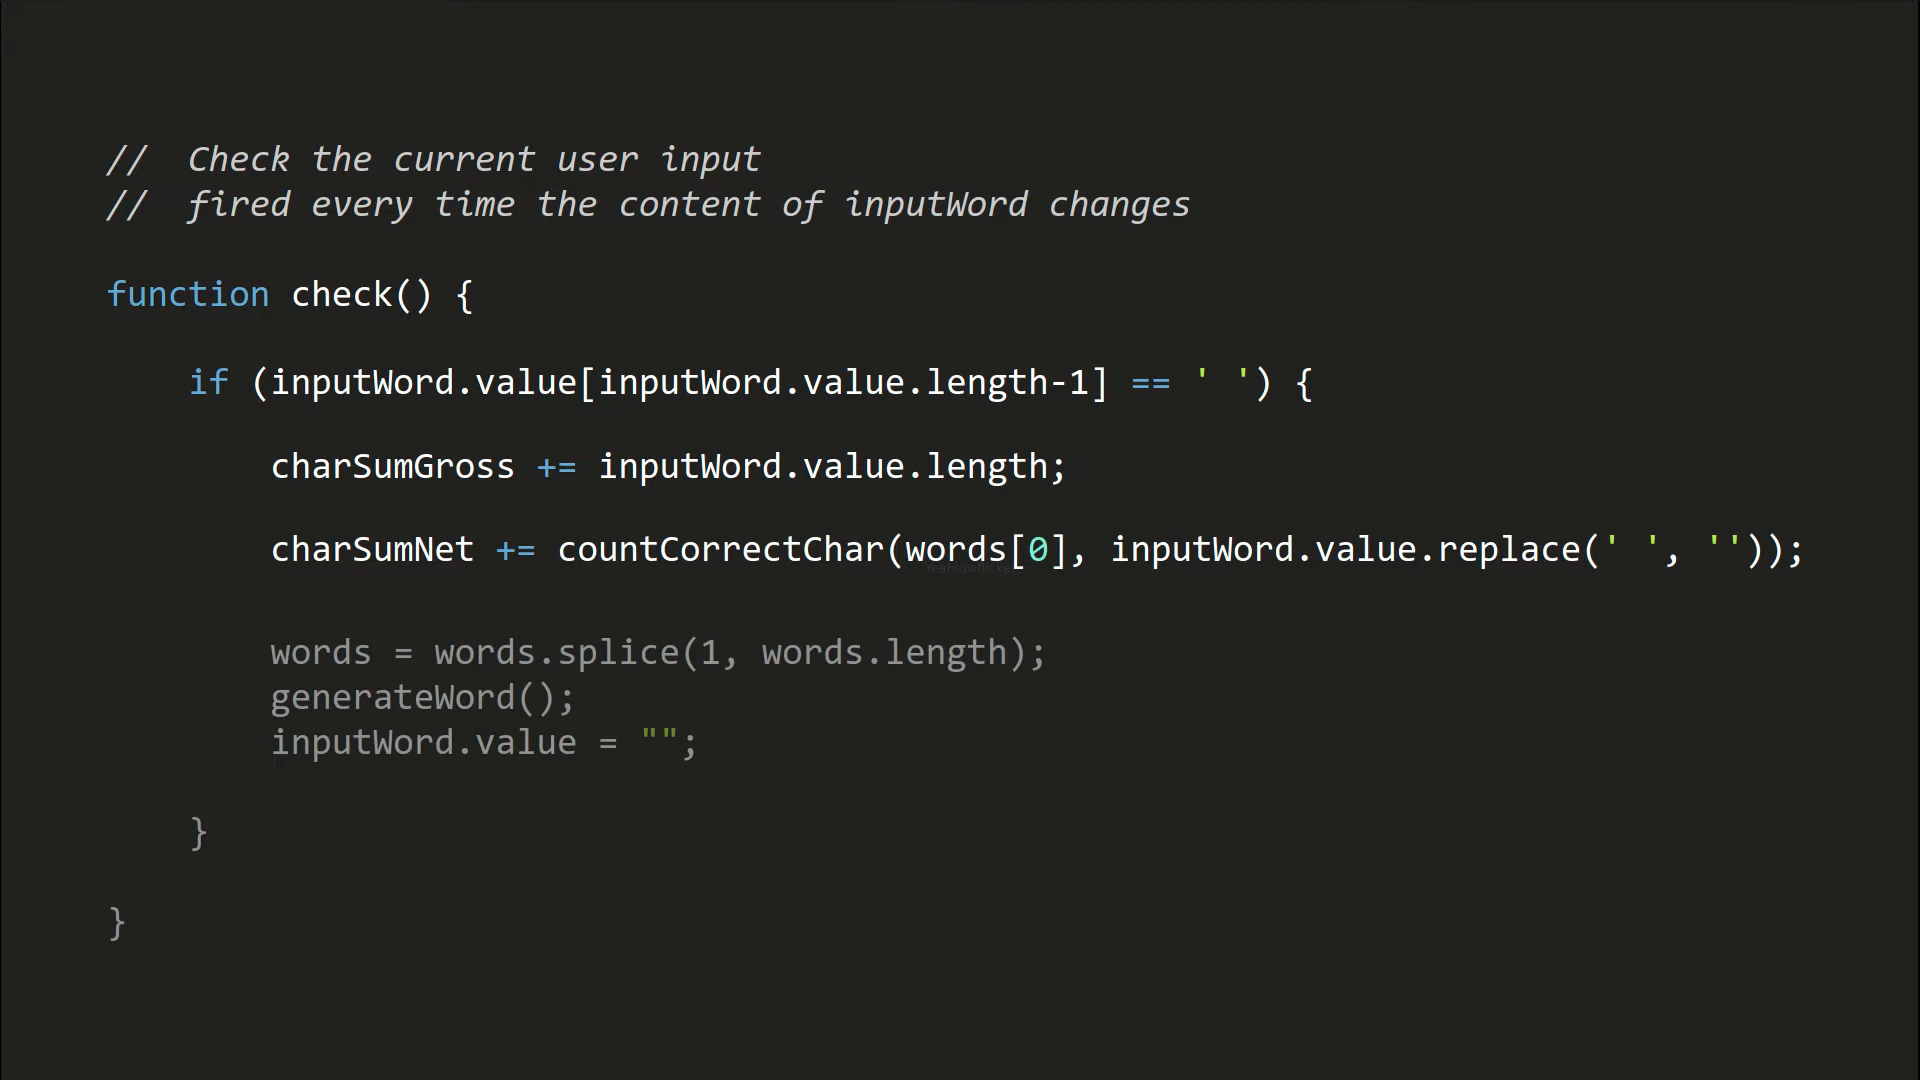 //  Check the current user input
//  fired every time the content of inputWord changes
function check() {
if (inputWord.value[inputWord.value.length-1] == ' ') {
charSumGross += inputWord.value.length;
charSumNet += countCorrectChar(words[0], inputWord.value.replace(' ', ''));
words = words.splice(1, words.length);
generateWord();
inputWord.value = "";
}
}